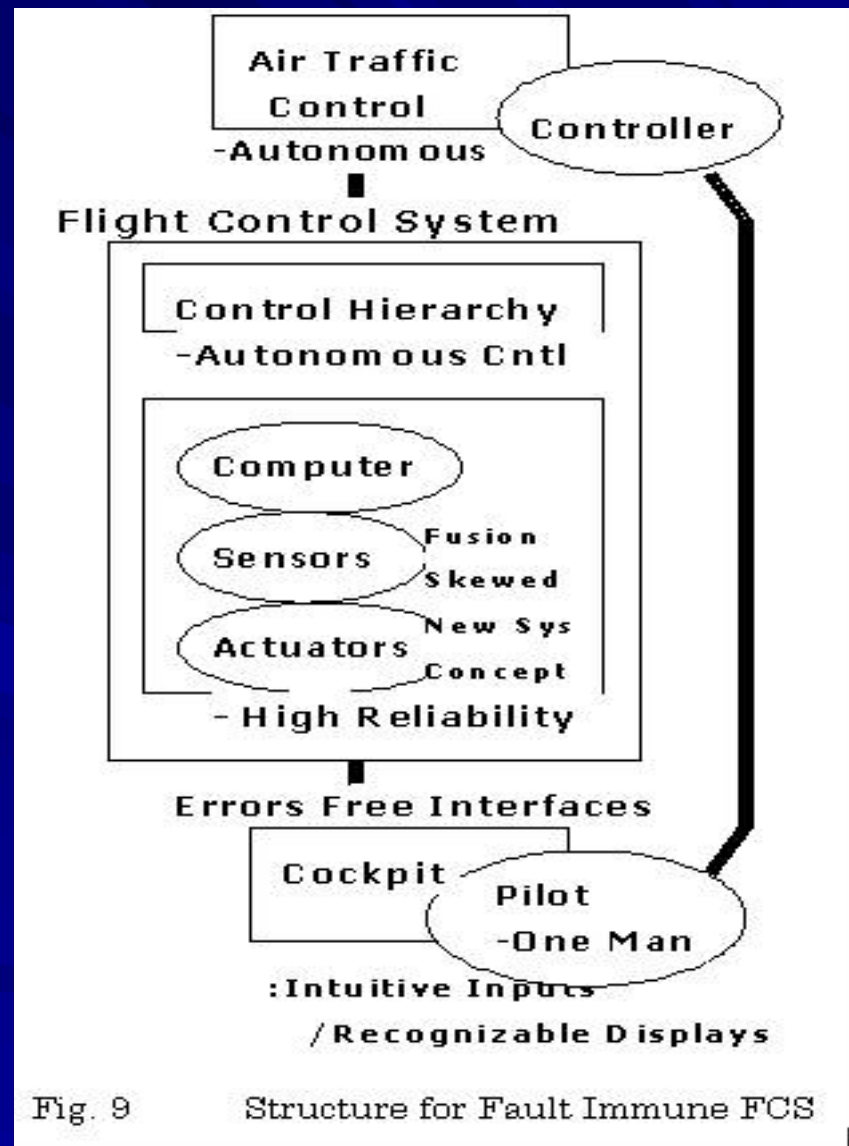 Air Traffic
Control
-Autonomous
Controller
Flight Control System
Control Hierarchy
-Autonomous Cntl
Computer
Sensors
Fusion
Skewed
Actuators
New Sys
Concept
- High Reliability
Errors Free Interfaces
Cockpit
Pilot
-One Man
:Intuitive Inputs
/Recognizable Displays
Fig. 9 Structure for Fault Immune FCS